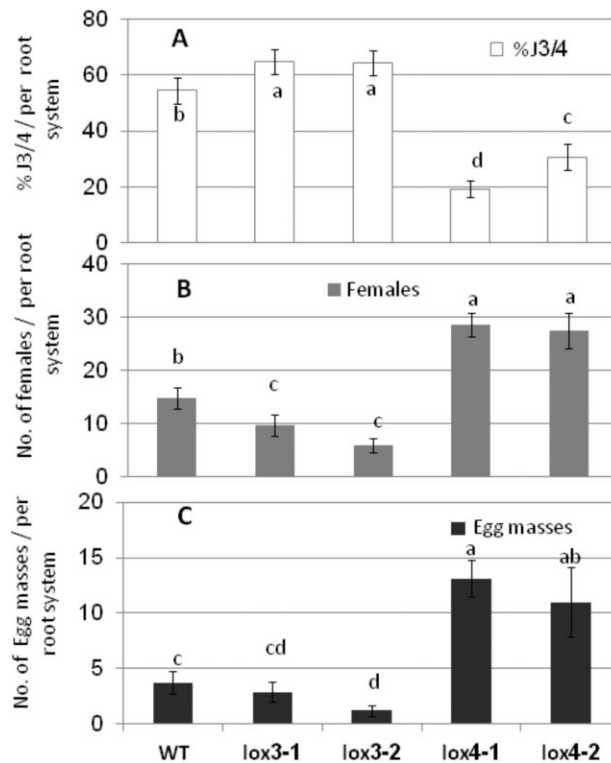 A
%J3/4
%J3/4 / per root system
80
60
40
20
0
b
a
a
d
c
B
Females
No. of females / per root system
40
30
20
10
0
b
c
c
a
a
C
Egg masses
No. of Egg masses / per root system
20
15
10
5
0
c
cd
d
a
ab
WT
lox3-1
lox3-2
lox4-1
lox4-2